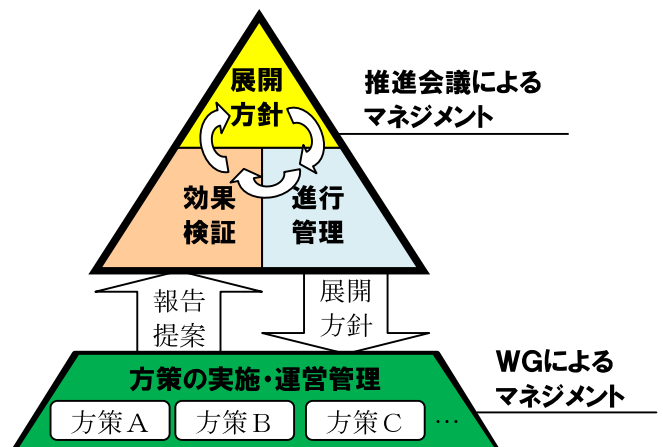 展開
方針
推進会議による
マネジメント
効果
検証
進行
管理
報告
提案
展開
方針
WGによる
マネジメント
方策の実施・運営管理
方策A
方策B
方策C
…